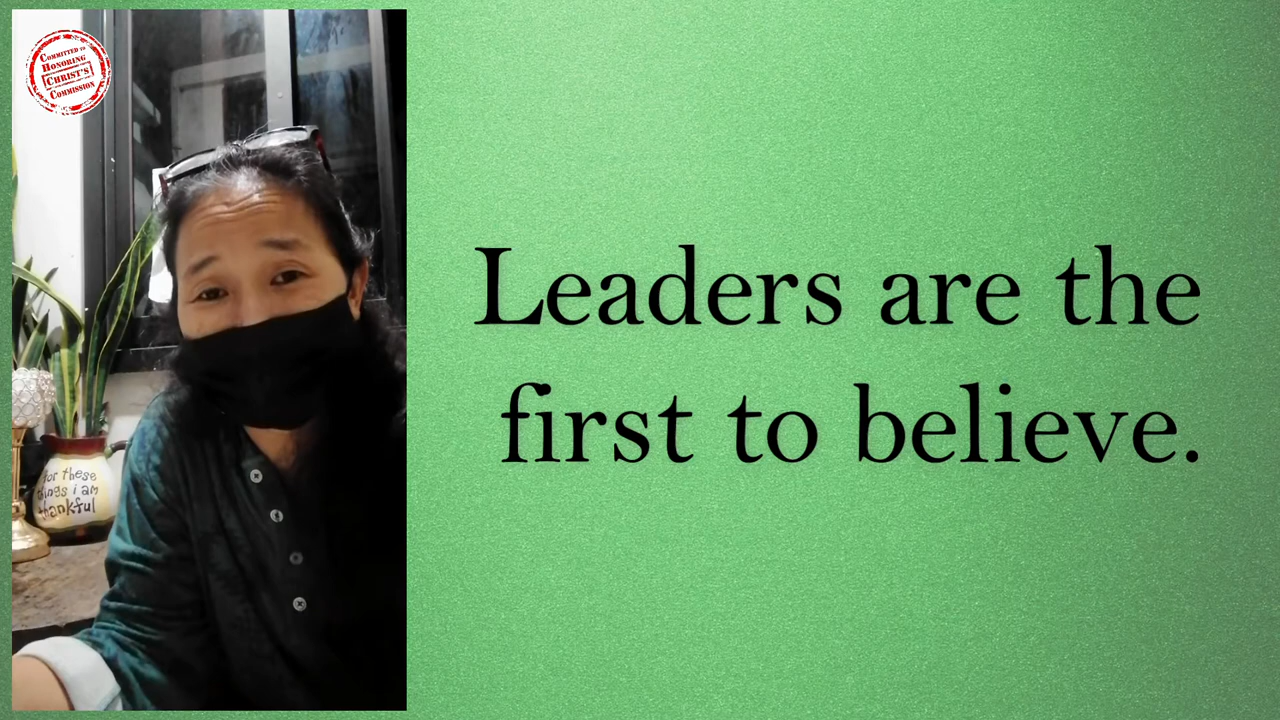 COMMITTED TO
HONORING
CHRIST'S
COMMISSION
for these
things i am
thankful
Leaders are the
first to believe.